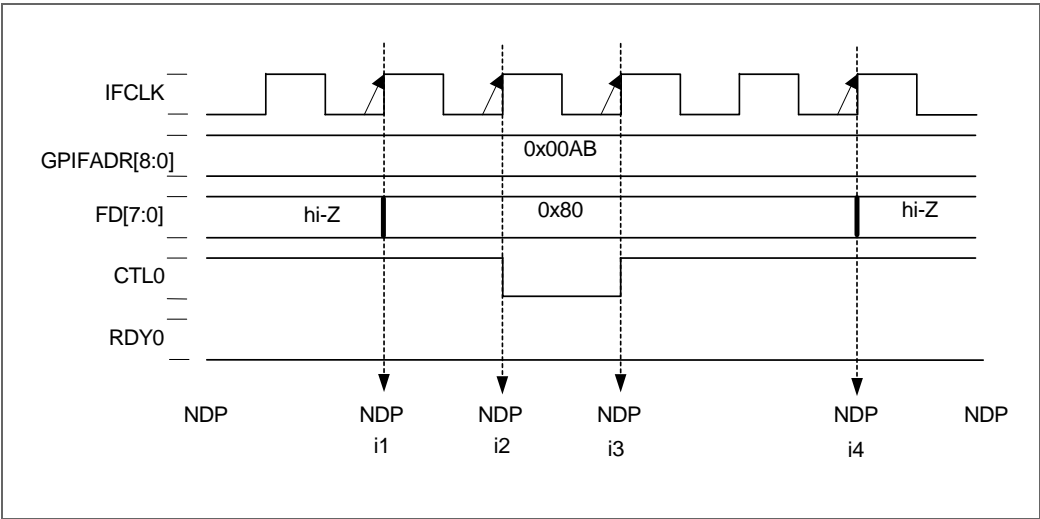 IFCLK
GPIFADR[8:0]
0x00AB
FD[7:0]
hi-Z
0x80
hi-Z
CTL0
RDY0
NDP NDP NDP NDP NDP NDP
i1 i2 i3 i4